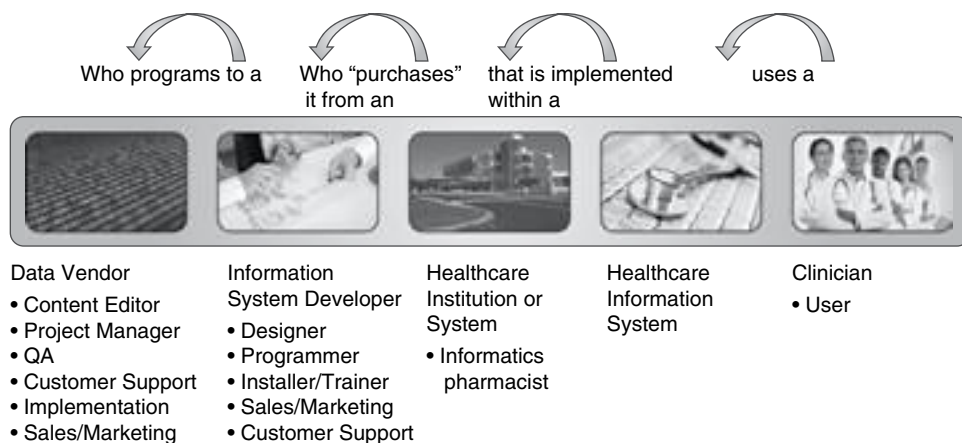 Who programs to a
Who “purchases”
it from an
that is implemented
within a
uses a
Data Vendor
• Content Editor
• Project Manager
• QA
• Customer Support
• Implementation
• Sales/Marketing
Information
System Developer
• Designer
• Programmer
• Installer/Trainer
• Sales/Marketing
• Customer Support
Healthcare
Institution or
System
• Informatics
pharmacist
Healthcare
Information
System
Clinician
• User